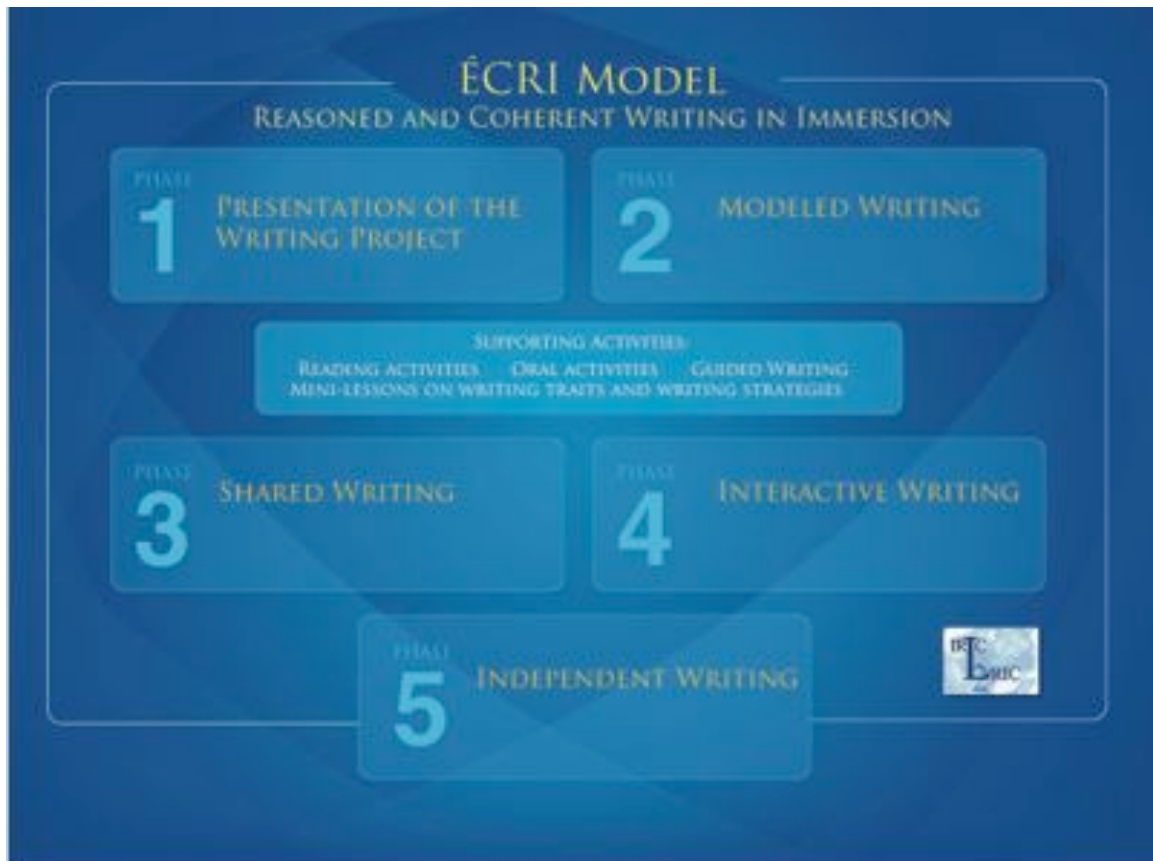 ÉCRI MODEL
REASONED AND COHERENT WRITING IN IMMERSION
PHASE
1
PRESENTATION OF THE
WRITING PROJECT
PHASE
2
MODELED WRITING
SUPPORTING ACTIVITIES:
READING ACTIVITIES ORAL ACTIVITIES GUIDED WRITING
MINI-LESSONS ON WRITING TRAITS AND WRITING STRATEGIES
PHASE
3
SHARED WRITING
PHASE
4
INTERACTIVE WRITING
PHASE
5
INDEPENDENT WRITING